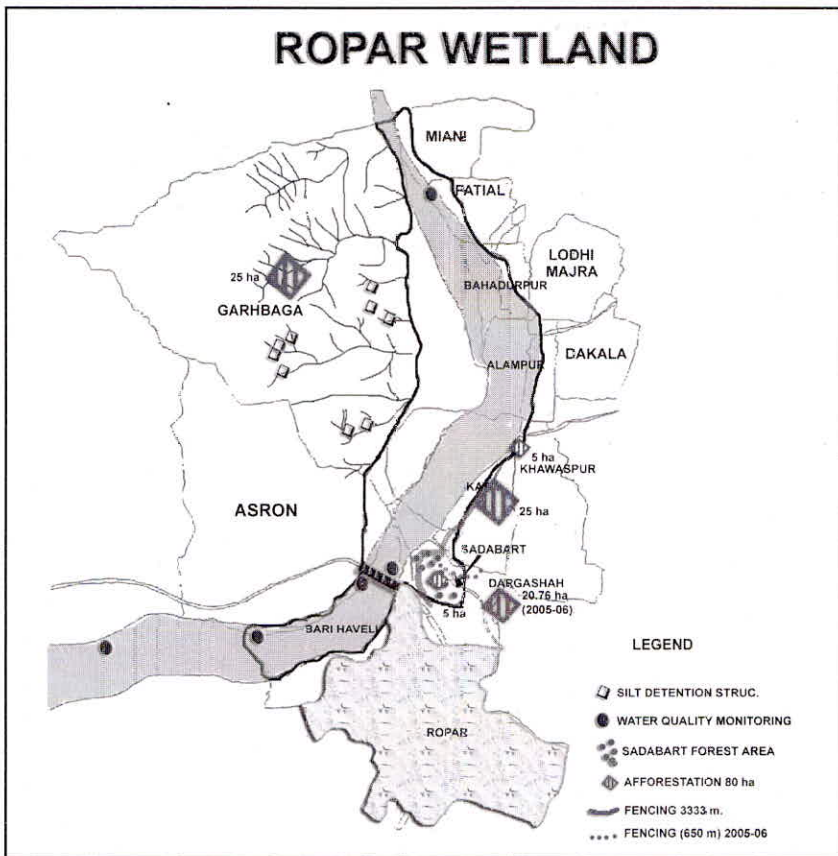 ROPAR WETLAND
MIANI
FATIAL
LODHI
MAJRA
BAHADURPUR
25 ha
GARHBAGA
DAKALA
ALAMPUR
5 ha
KHAWASPUR
25 ha
ASRON
SADABART
DARGASHAH
20.76 ha
(2005-06)
5 ha
BARI HAVELI
ROPAR
LEGEND
SILT DETENTION STRUC.
WATER QUALITY MONITORING
SADABART FOREST AREA
AFFORESTATION 80 ha
FENCING 3333 m.
FENCING (650 m) 2005-06